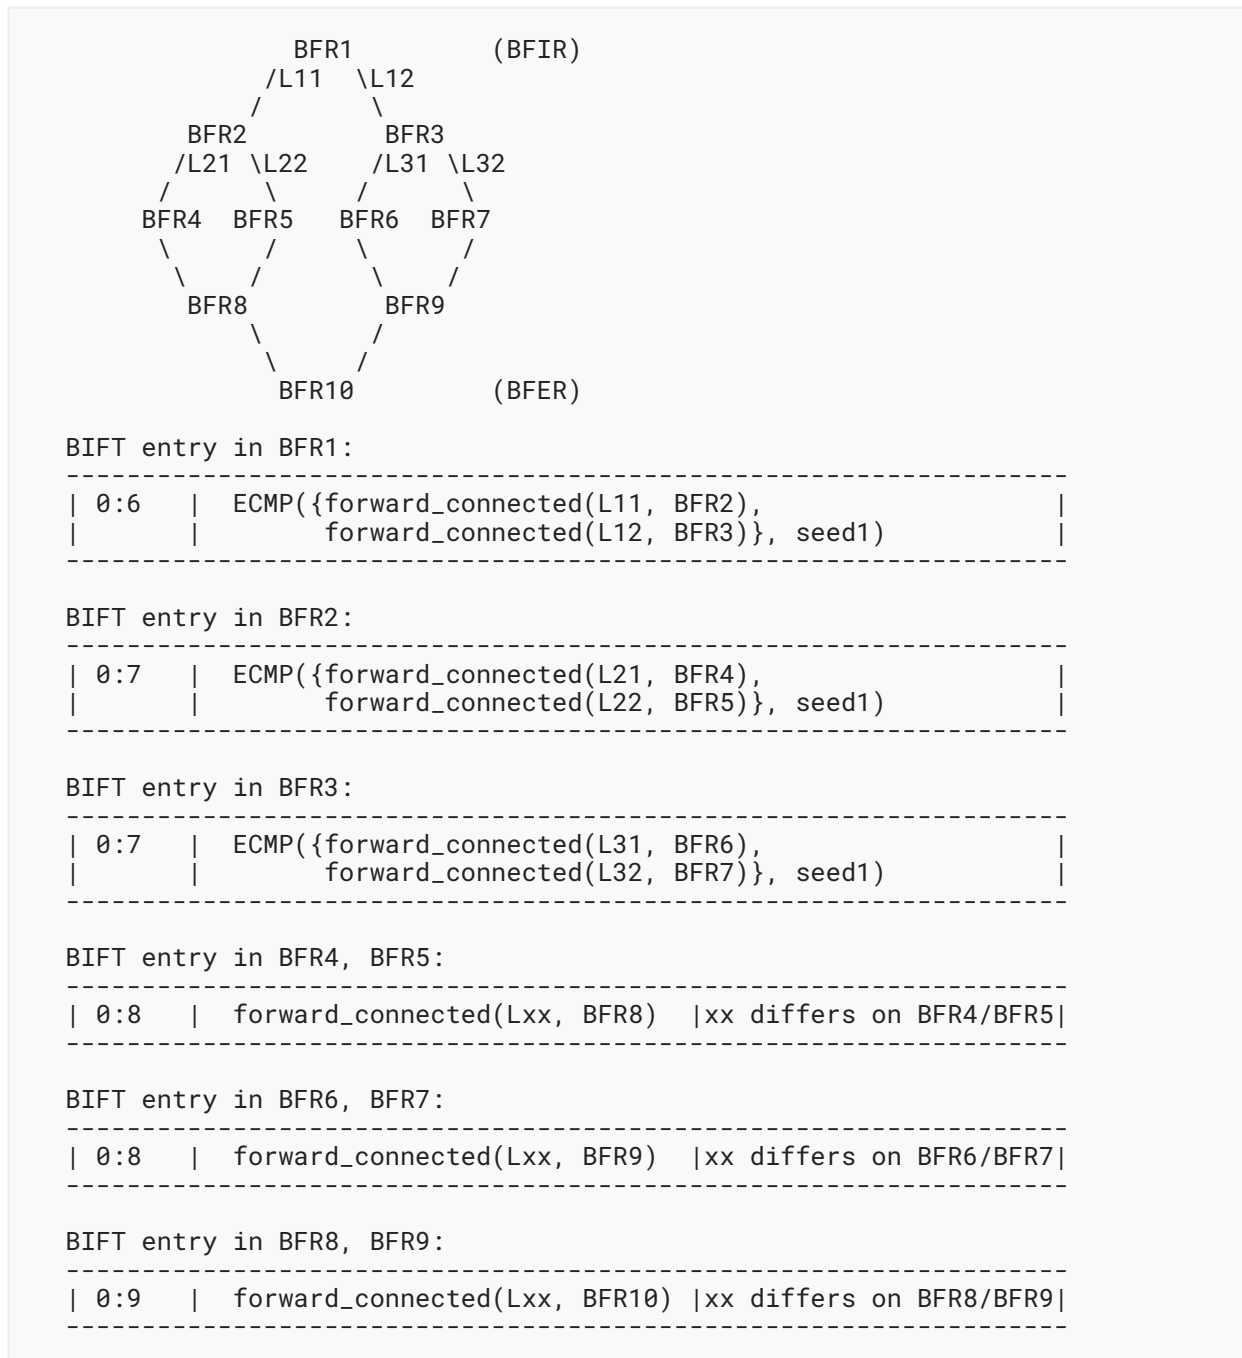 BFR1         (BFIR)
             /L11  \L12
            /       \
        BFR2         BFR3
       /L21 \L22    /L31 \L32
      /      \     /      \
     BFR4  BFR5   BFR6  BFR7
      \      /     \      /
       \    /       \    /
        BFR8         BFR9
            \       /
             \     /
              BFR10         (BFER)

BIFT entry in BFR1:
------------------------------------------------------------------
| 0:6   |  ECMP({forward_connected(L11, BFR2),                   |
|       |        forward_connected(L12, BFR3)}, seed1)           |
------------------------------------------------------------------

BIFT entry in BFR2:
------------------------------------------------------------------
| 0:7   |  ECMP({forward_connected(L21, BFR4),                   |
|       |        forward_connected(L22, BFR5)}, seed1)           |
------------------------------------------------------------------

BIFT entry in BFR3:
------------------------------------------------------------------
| 0:7   |  ECMP({forward_connected(L31, BFR6),                   |
|       |        forward_connected(L32, BFR7)}, seed1)           |
------------------------------------------------------------------

BIFT entry in BFR4, BFR5:
------------------------------------------------------------------
| 0:8   |  forward_connected(Lxx, BFR8)  |xx differs on BFR4/BFR5|
------------------------------------------------------------------

BIFT entry in BFR6, BFR7:
------------------------------------------------------------------
| 0:8   |  forward_connected(Lxx, BFR9)  |xx differs on BFR6/BFR7|
------------------------------------------------------------------

BIFT entry in BFR8, BFR9:
------------------------------------------------------------------
| 0:9   |  forward_connected(Lxx, BFR10) |xx differs on BFR8/BFR9|
------------------------------------------------------------------